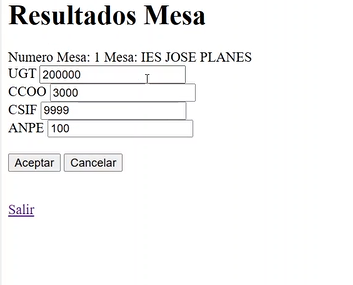 Resultados Mesa
Numero Mesa: 1 Mesa: IES JOSE PLANES
UGT 200000
CCOO 3000
CSIF 9999
ANPE 100
Aceptar Cancelar
Salir